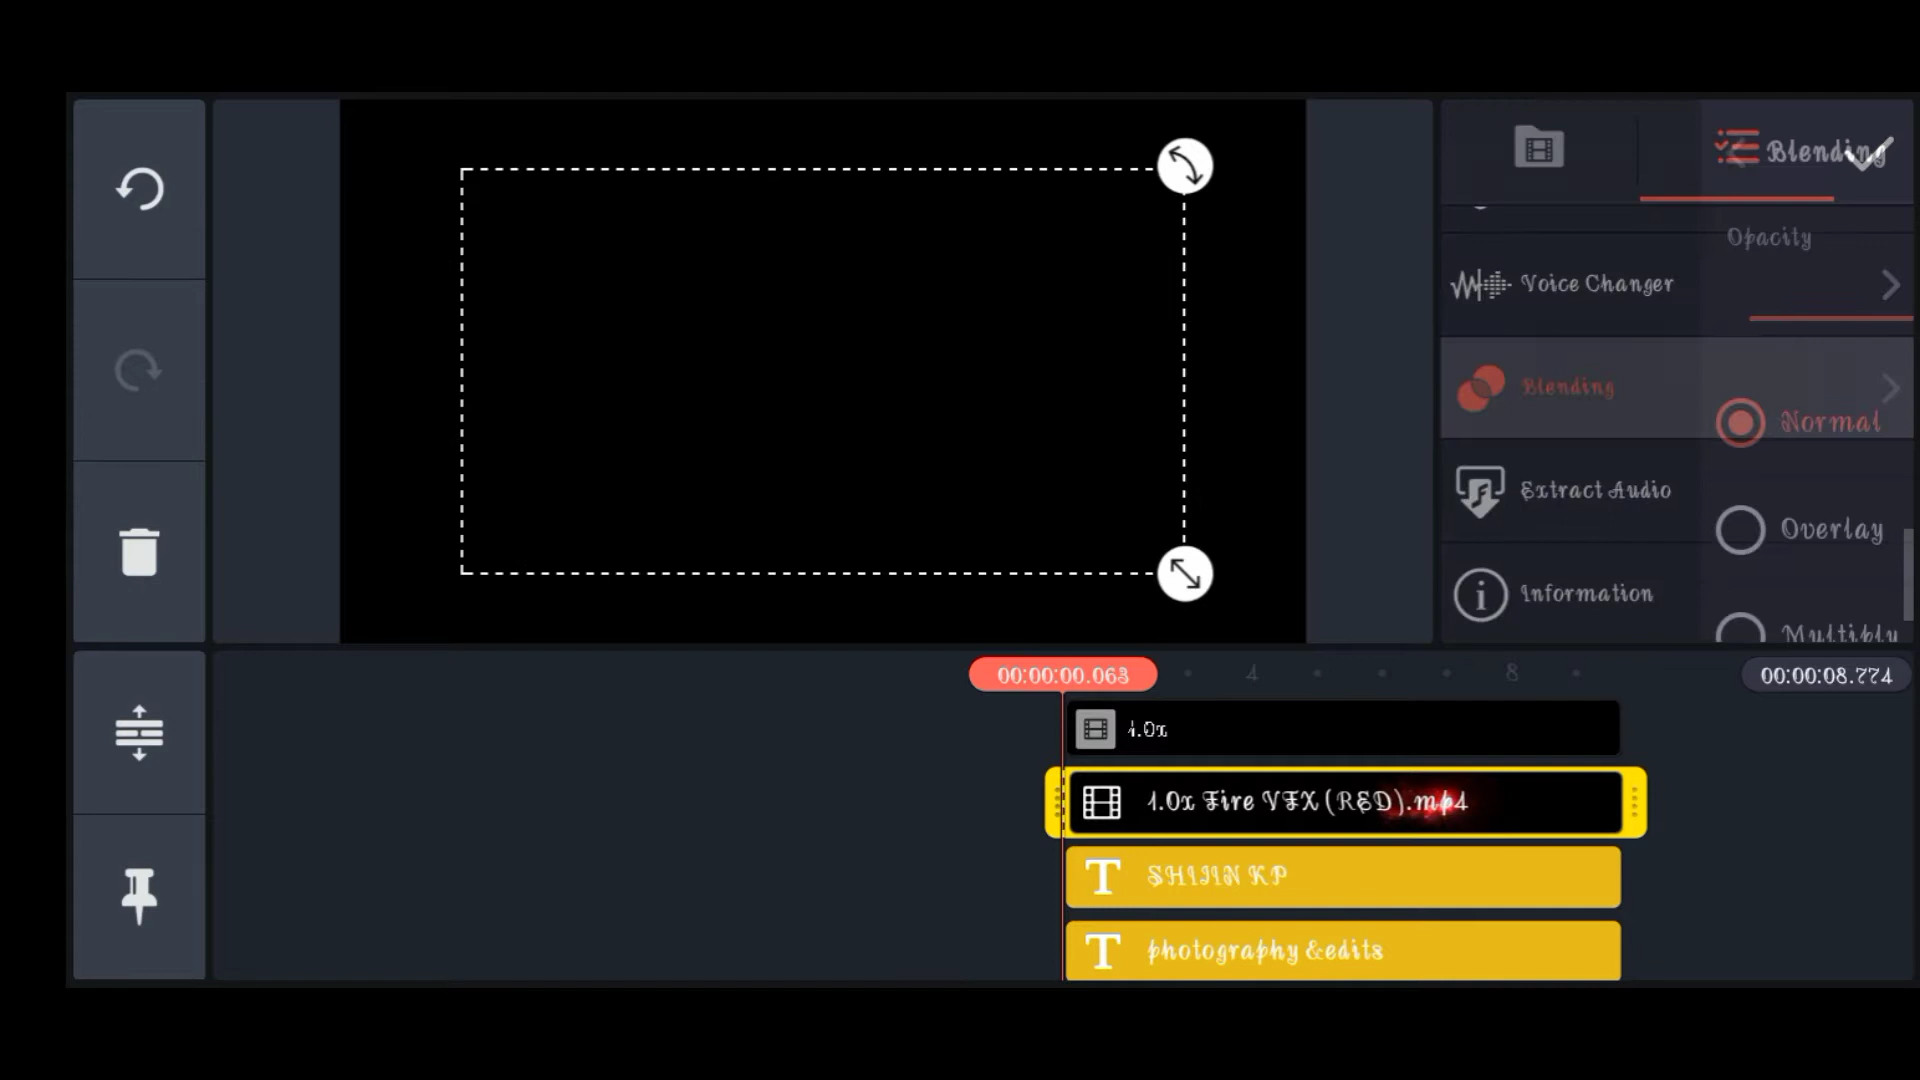 Blending
Opacity
Voice Changer
Blending
Normal
Extract Audio
Overlay
Information
Multiply
00:00:00.063
4
8
00:00:08.774
1.0x
1.0x Fire VFX (RED).mp4
SHIJIN KP
photography &edits